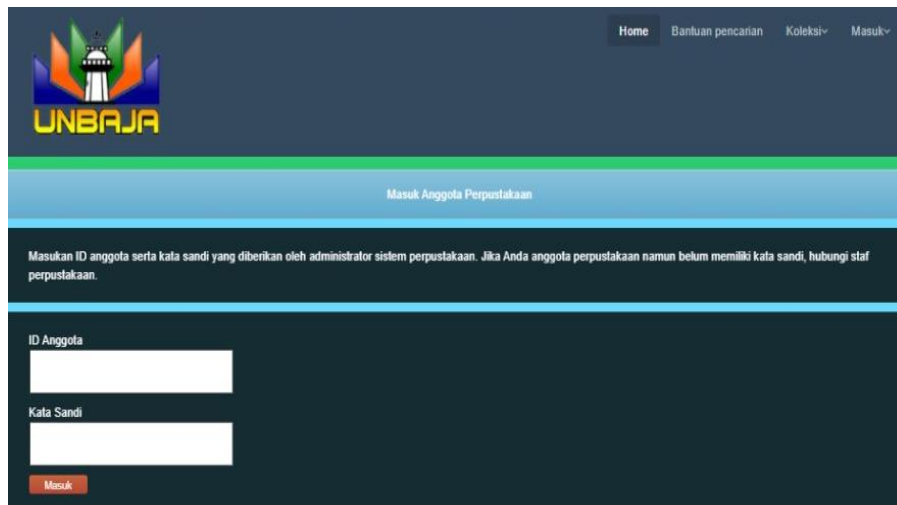 UNBAJA
Home Bantuan pencarian Koleksi Masuk
Masuk Anggota Perpustakaan
Masukan ID anggota serta kata sandi yang diberikan oleh administrator sistem perpustakaan. Jika Anda anggota perpustakaan namun belum memiliki kata sandi, hubungi staf
perpustakaan.
ID Anggota
Kata Sandi
Masuk